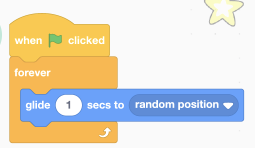 when clicked
forever
glide 1 secs to random position